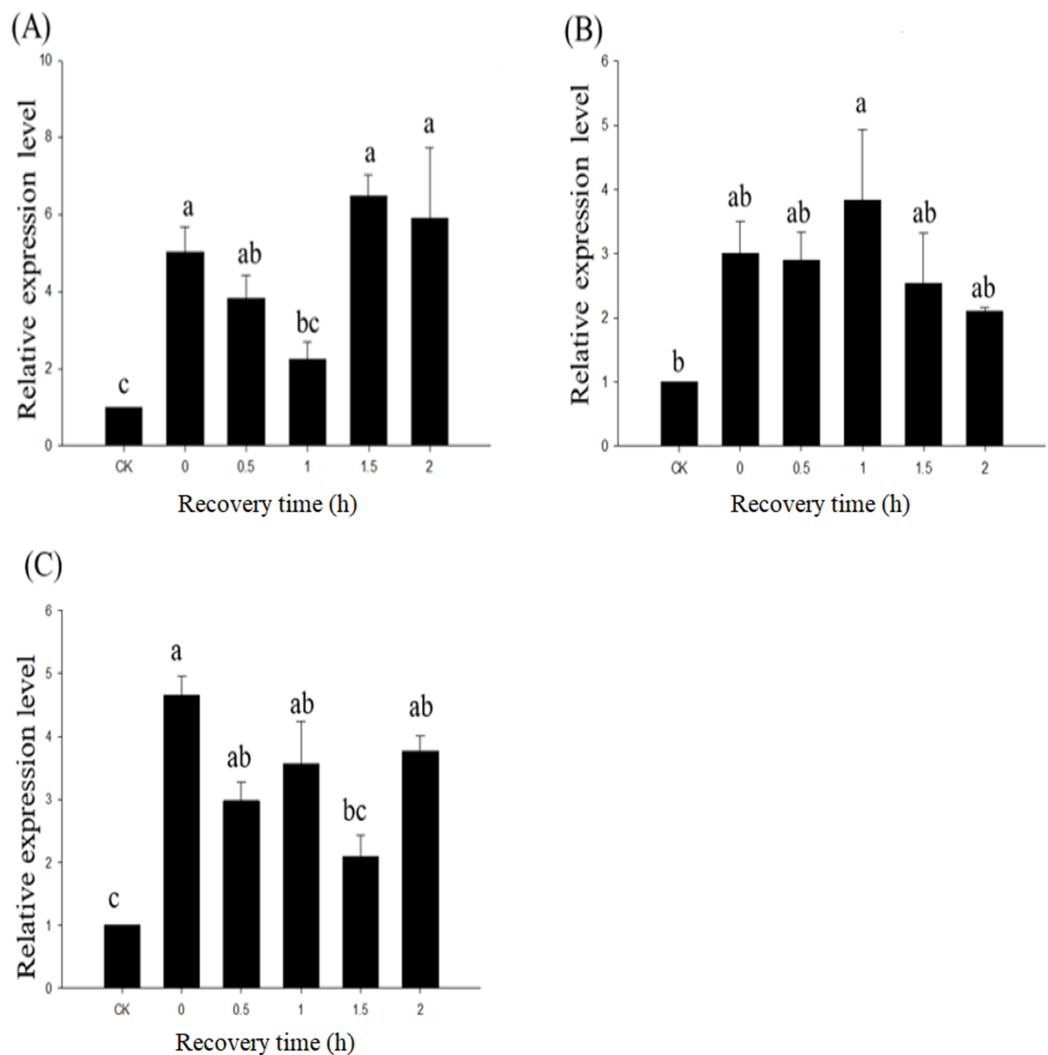 (A)
Relative expression level
10
8
6
4
2
0
c
a
ab
bc
a
a
CK 0 0.5 1 1.5 2
Recovery time (h)
(B)
Relative expression level
6
5
4
3
2
1
0
b
ab
ab
a
ab
ab
CK 0 0.5 1 1.5 2
Recovery time (h)
(C)
Relative expression level
6
5
4
3
2
1
0
c
a
ab
ab
bc
ab
CK 0 0.5 1 1.5 2
Recovery time (h)